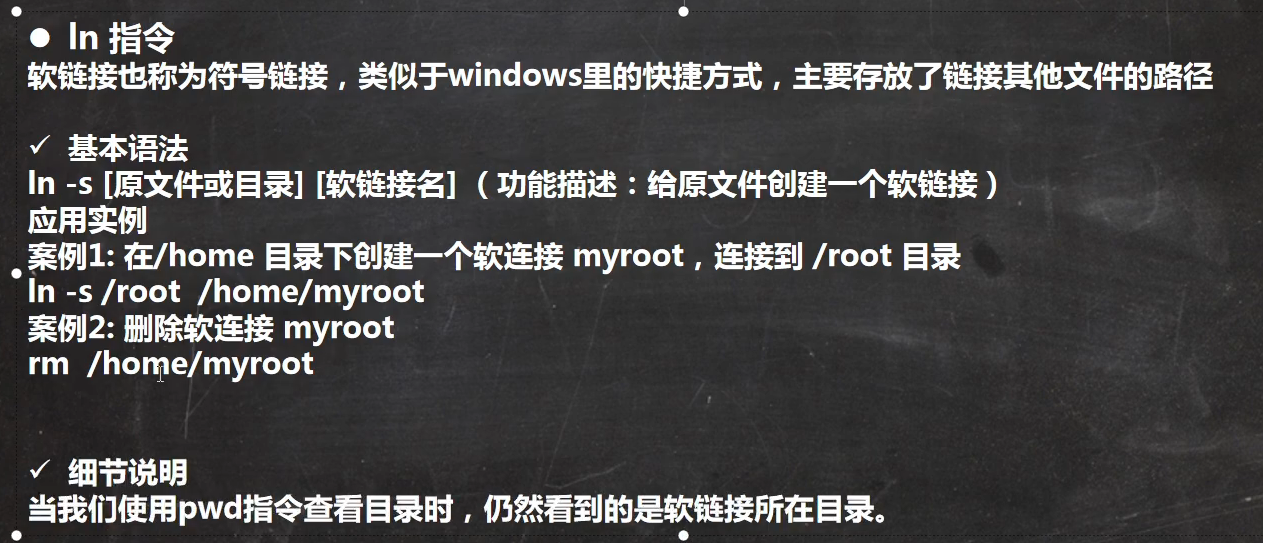 ● ln 指令
软链接也称为符号链接，类似于windows里的快捷方式，主要存放了链接其他文件的路径
✓ 基本语法
ln -s [原文件或目录] [软链接名] （功能描述：给原文件创建一个软链接）
应用实例
案例1: 在/home 目录下创建一个软连接 myroot，连接到 /root 目录
ln -s /root  /home/myroot
案例2: 删除软连接 myroot
rm  /home/myroot
✓ 细节说明
当我们使用pwd指令查看目录时，仍然看到的是软链接所在目录。